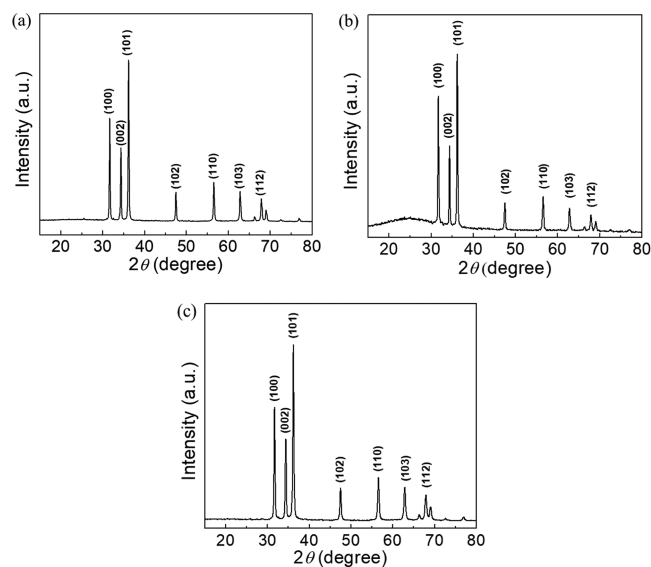 (a)
Intensity (a.u.)
(100)
(002)
(101)
(102)
(110)
(103)
(112)
20 30 40 50 60 70 80
2θ (degree)
(b)
Intensity (a.u.)
(100)
(002)
(101)
(102)
(110)
(103)
(112)
20 30 40 50 60 70 80
2θ (degree)
(c)
Intensity (a.u.)
(100)
(002)
(101)
(102)
(110)
(103)
(112)
20 30 40 50 60 70 80
2θ (degree)